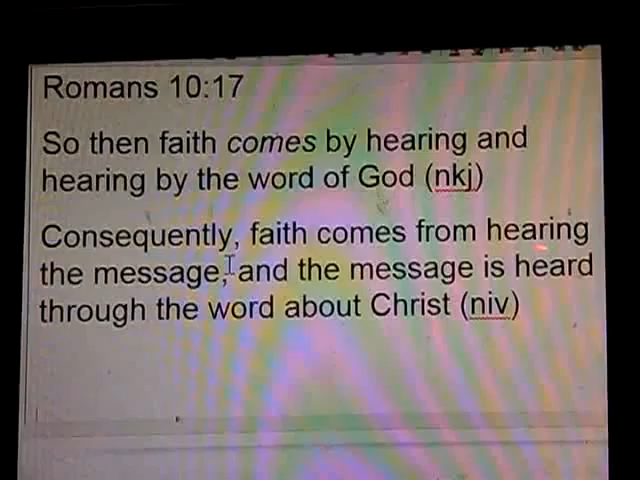 Romans 10:17
So then faith comes by hearing and
hearing by the word of God (nkj)
Consequently, faith comes from hearing
the message, and the message is heard
through the word about Christ (niv)